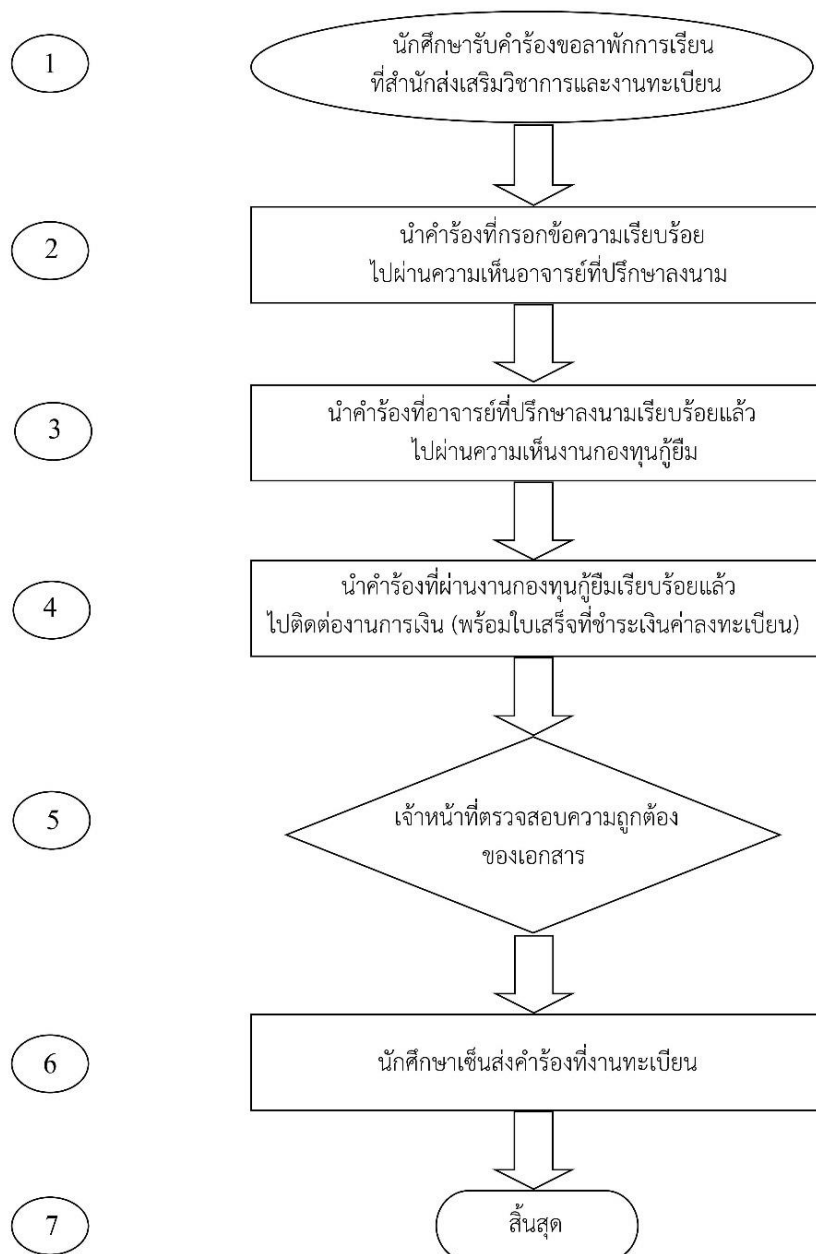 1
นักศึกษารับคำร้องขอลาพักการเรียน
ที่สำนักส่งเสริมวิชาการและงานทะเบียน
2
นำคำร้องที่กรอกข้อความเรียบร้อย
ไปผ่านความเห็นอาจารย์ที่ปรึกษาลงนาม
3
นำคำร้องที่อาจารย์ที่ปรึกษาลงนามเรียบร้อยแล้ว
ไปผ่านความเห็นงานกองทุนกู้ยืม
4
นำคำร้องที่ผ่านงานกองทุนกู้ยืมเรียบร้อยแล้ว
ไปติดต่องานการเงิน (พร้อมใบเสร็จที่ชำระเงินค่าลงทะเบียน)
5
เจ้าหน้าที่ตรวจสอบความถูกต้อง
ของเอกสาร
6
นักศึกษาเซ็นส่งคำร้องที่งานทะเบียน
7
สิ้นสุด